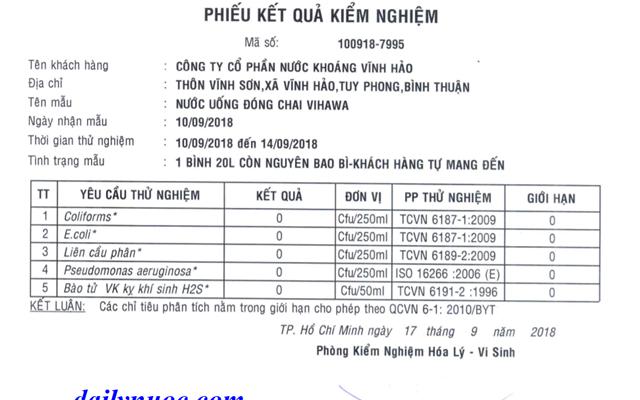 PHIẾU KẾT QUẢ KIỂM NGHIỆM
Mã số: 100918-7995
Tên khách hàng : CÔNG TY CỔ PHẦN NƯỚC KHOÁNG VĨNH HẢO
Địa chỉ : THÔN VĨNH SƠN,XÃ VĨNH HẢO,TUY PHONG,BÌNH THUẬN
Tên mẫu : NƯỚC UỐNG ĐÓNG CHAI VIHAWA
Ngày nhận mẫu : 10/09/2018
Thời gian thử nghiệm : 10/09/2018 đến 14/09/2018
Tình trạng mẫu : 1 BÌNH 20L CÒN NGUYÊN BAO BÌ-KHÁCH HÀNG TỰ MANG ĐẾN
TT YÊU CẦU THỬ NGHIỆM KẾT QUẢ ĐƠN VỊ PP THỬ NGHIỆM GIỚI HẠN
1 Coliforms* 0 Cfu/250ml TCVN 6187-1:2009 0
2 E.coli* 0 Cfu/250ml TCVN 6187-1:2009 0
3 Liên cầu phân* 0 Cfu/250ml TCVN 6189-2:2009 0
4 Pseudomonas aeruginosa* 0 Cfu/250ml ISO 16266 :2006 (E) 0
5 Bào tử VK kỵ khí sinh H2S* 0 Cfu/50ml TCVN 6191-2 :1996 0
KẾT LUẬN: Các chỉ tiêu phân tích nằm trong giới hạn cho phép theo QCVN 6-1: 2010/BYT
TP. Hồ Chí Minh ngày 17 tháng 9 năm 2018
Phòng Kiểm Nghiệm Hóa Lý - Vi Sinh
dailynuoc.com